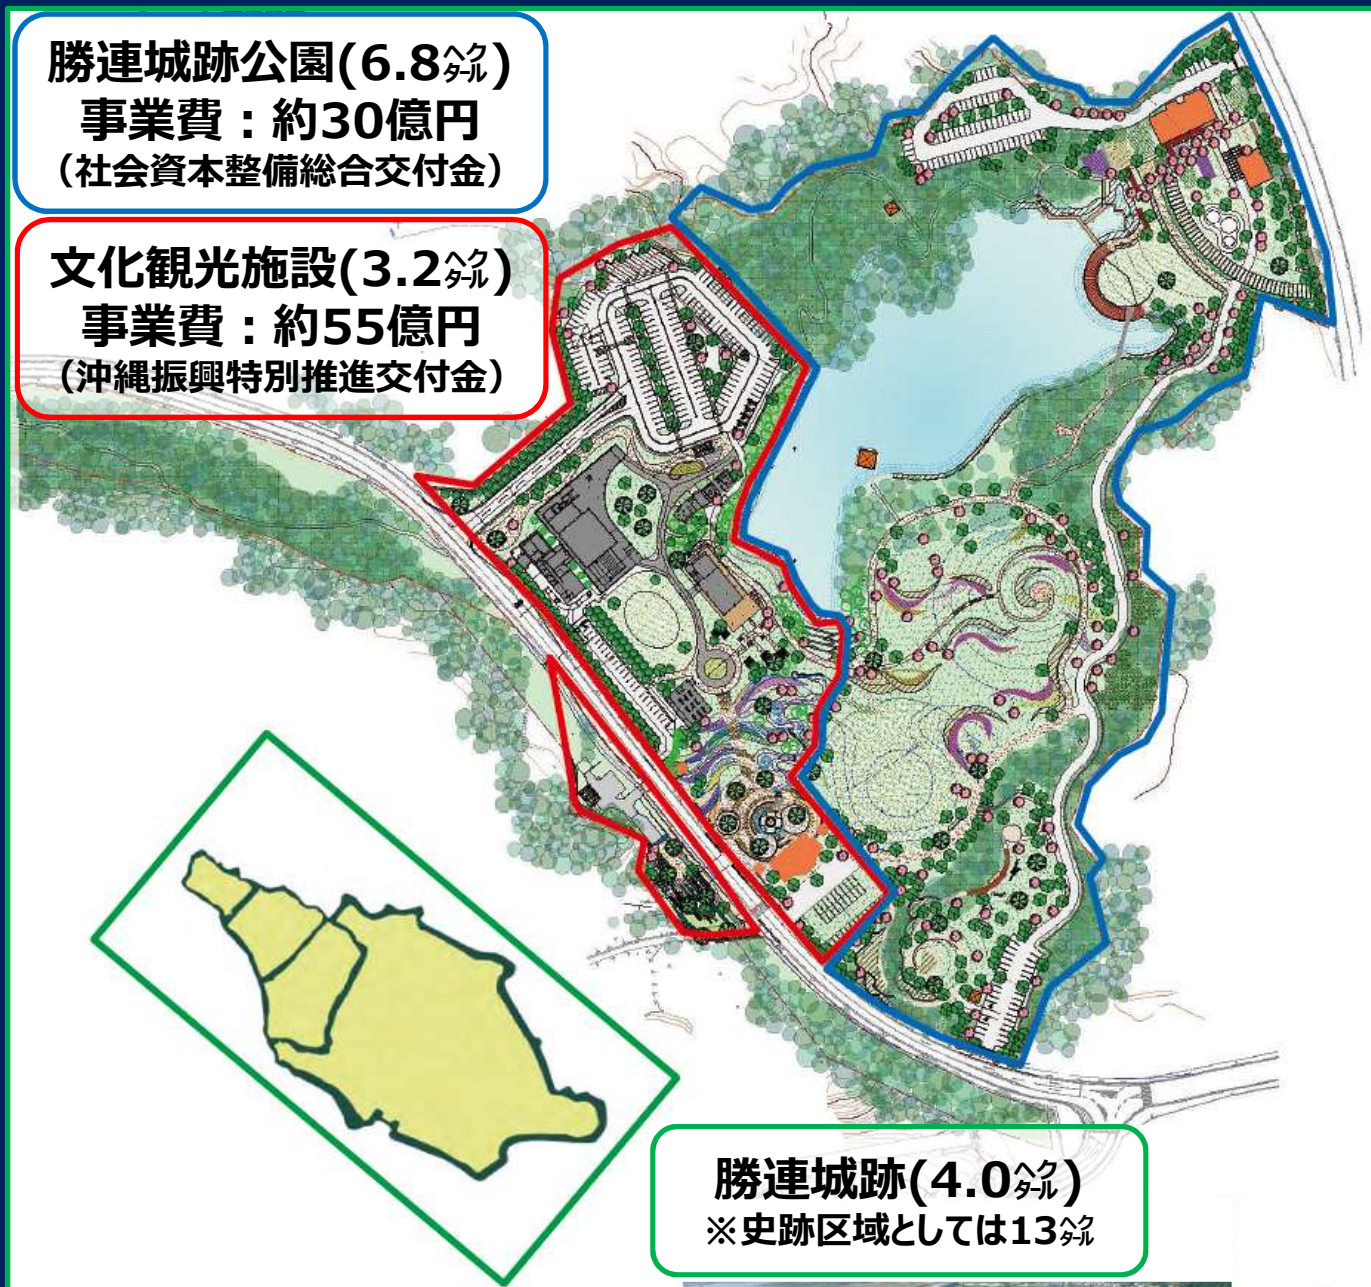 勝連城跡公園(6.8ヘクタール)
事業費：約30億円
（社会資本整備総合交付金）
文化観光施設(3.2ヘクタール)
事業費：約55億円
（沖縄振興特別推進交付金）
勝連城跡(4.0ヘクタール)
※史跡区域としては13ヘクタール